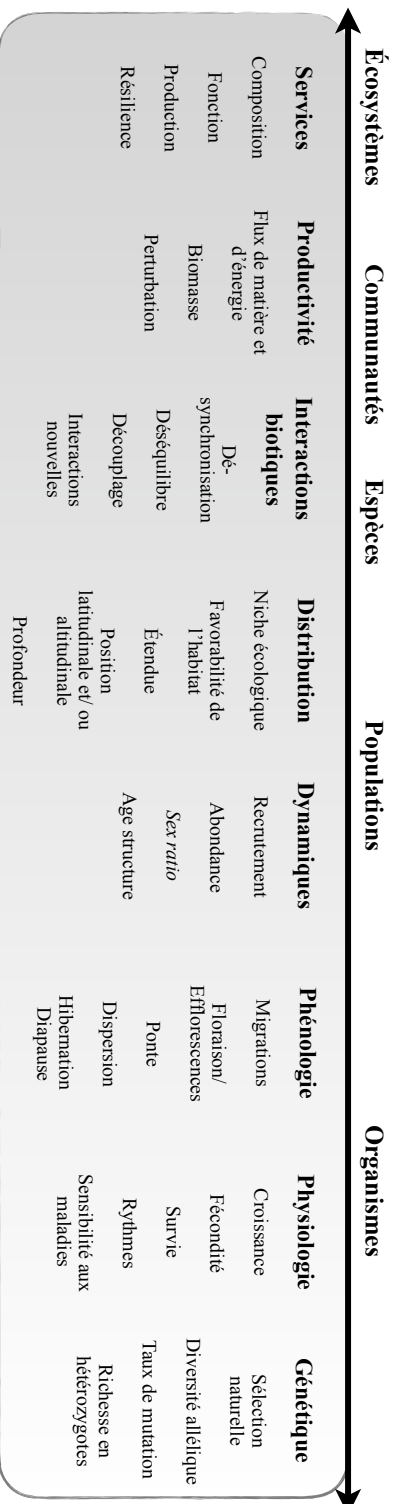 Écosystèmes Communautés Espèces Populations Organismes
Services
Composition
Fonction
Production
Résilience
Productivité
Flux de matière et
d'énergie
Biomasse
Perturbation
Interactions
biotiques
Dé-
synchronisation
Déséquilibre
Découplage
Interactions
nouvelles
Distribution
Niche écologique
Favorabilité de
l'habitat
Étendue
Position
latitudinale et/ ou
altitudinale
Profondeur
Dynamiques
Recrutement
Abondance
Sex ratio
Age structure
Phénologie
Migrations
Floraison/
Efflorescences
Ponte
Dispersion
Hibernation
Diapause
Physiologie
Croissance
Fécondité
Survie
Rythmes
Sensibilité aux
maladies
Génétique
Sélection
naturelle
Diversité allélique
Taux de mutation
Richesse en
hétérozygotes